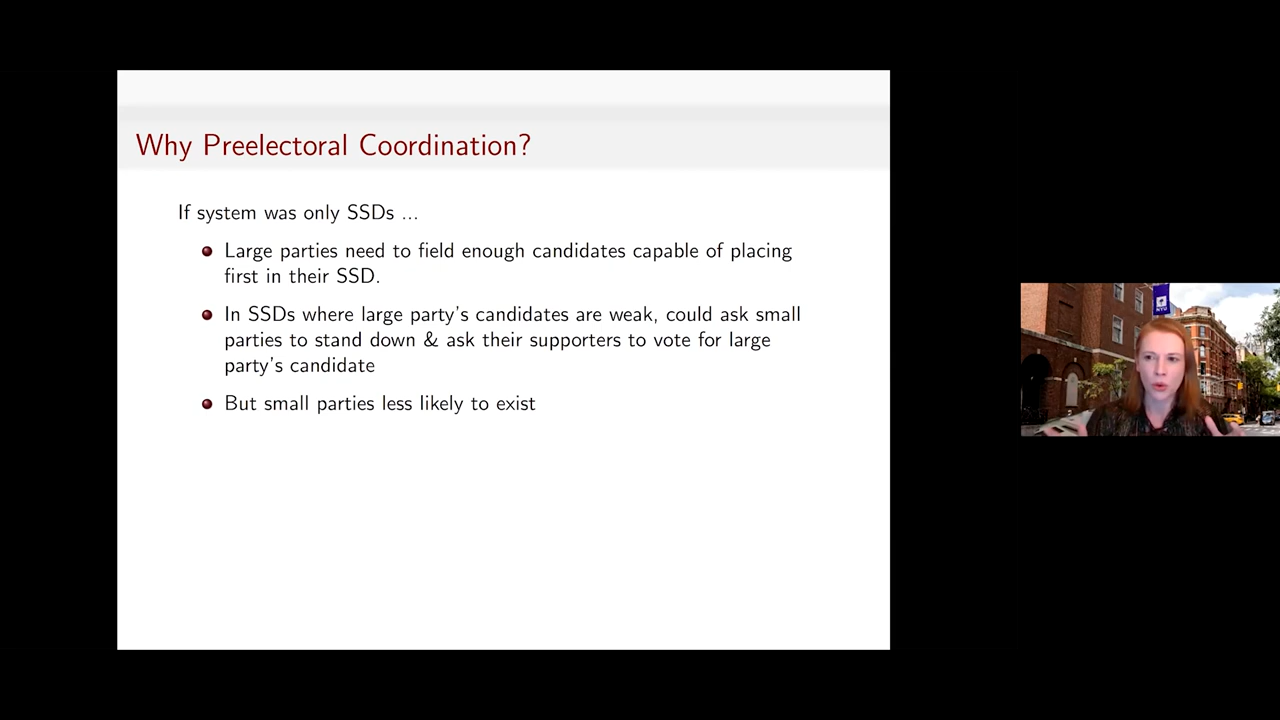 Why Preelectoral Coordination?
If system was only SSDs ...
Large parties need to field enough candidates capable of placing
first in their SSD.
In SSDs where large party's candidates are weak, could ask small
parties to stand down & ask their supporters to vote for large
party's candidate
But small parties less likely to exist
NYU